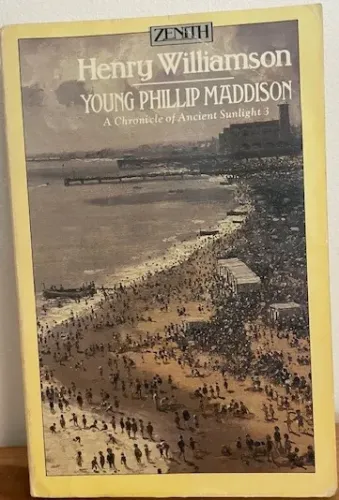 ZENITH
Henry Williamson
YOUNG PHILLIP MADDISON
A Chronicle of Ancient Sunlight 3